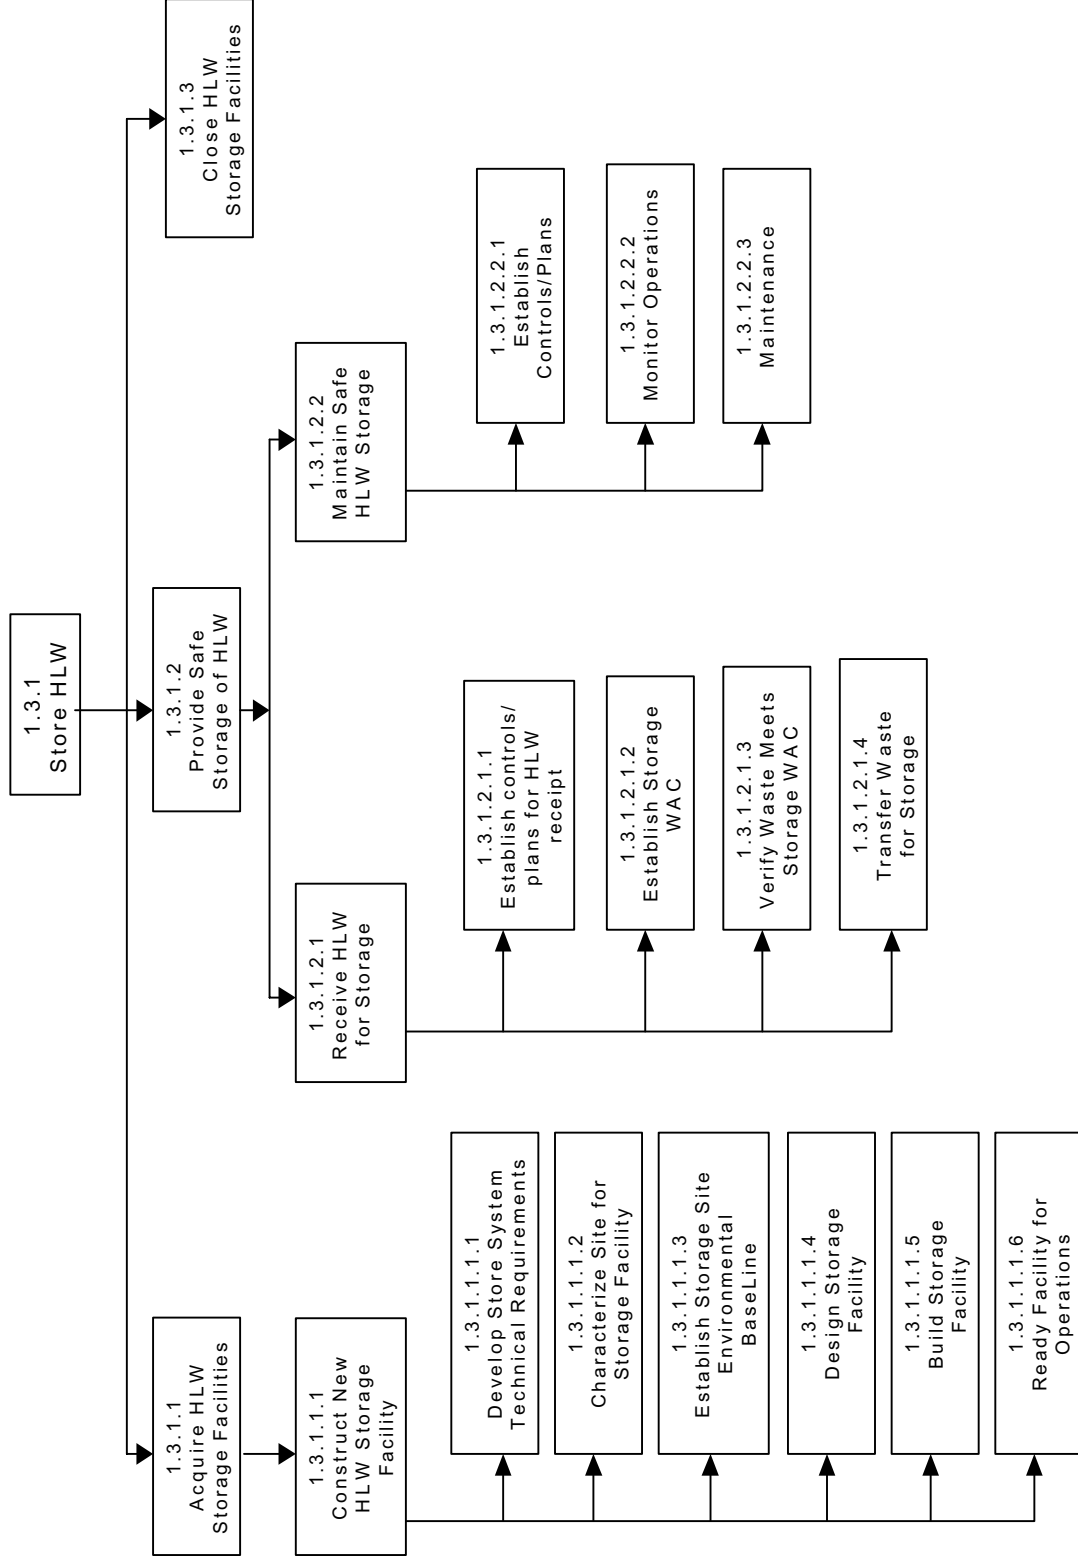 1.3.1
Store HLW
1.3.1.1
Acquire HLW
Storage Facilities
1.3.1.2
Provide Safe
Storage of HLW
1.3.1.3
Close HLW
Storage Facilities
1.3.1.1.1
Construct New
HLW Storage
Facility
1.3.1.2.1
Receive HLW
for Storage
1.3.1.2.2
Maintain Safe
HLW Storage
1.3.1.1.1.1
Develop Store System
Technical Requirements
1.3.1.1.1.2
Characterize Site for
Storage Facility
1.3.1.1.1.3
Establish Storage Site
Environmental
BaseLine
1.3.1.1.1.4
Design Storage
Facility
1.3.1.1.1.5
Build Storage
Facility
1.3.1.1.1.6
Ready Facility for
Operations
1.3.1.2.1.1
Establish controls/
plans for HLW
receipt
1.3.1.2.1.2
Establish Storage
WAC
1.3.1.2.1.3
Verify Waste Meets
Storage WAC
1.3.1.2.1.4
Transfer Waste
for Storage
1.3.1.2.2.1
Establish
Controls/Plans
1.3.1.2.2.2
Monitor Operations
1.3.1.2.2.3
Maintenance